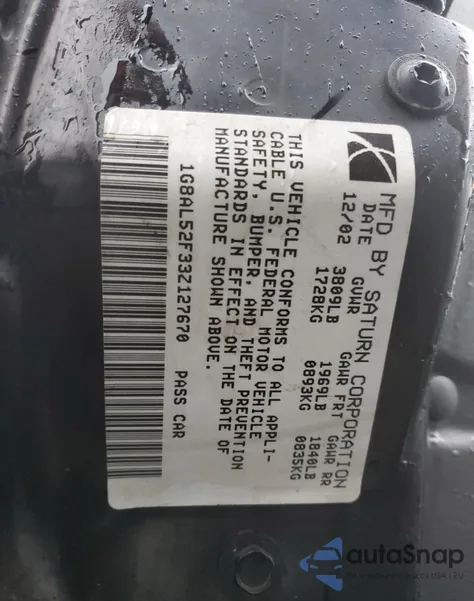 MFD BY SATURN CORPORATION
DATE GVWR GAWR FRT GAWR RR
12/02 3809LB 1969LB 1840LB
1728KG 0893KG 0835KG
THIS VEHICLE CONFORMS TO ALL APPLI-
CABLE U.S. FEDERAL MOTOR VEHICLE
SAFETY, BUMPER, AND THEFT PREVENTION
STANDARDS IN EFFECT ON THE DATE OF
MANUFACTURE SHOWN ABOVE.
1G8AL52F33Z127670 PASS CAR
autoSnap